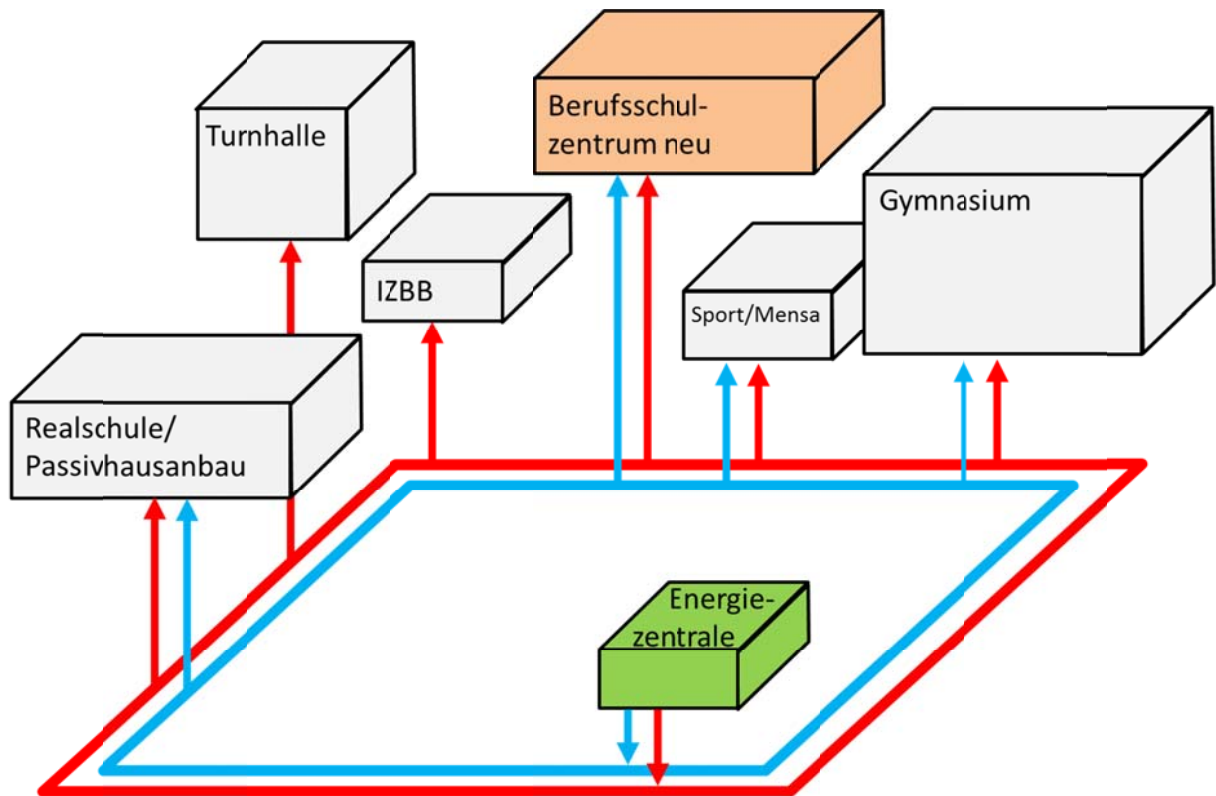 Turnhalle
Berufsschul-
zentrum neu
Gymnasium
IZBB
Sport/Mensa
Realschule/
Passivhausanbau
Energie-
zentrale